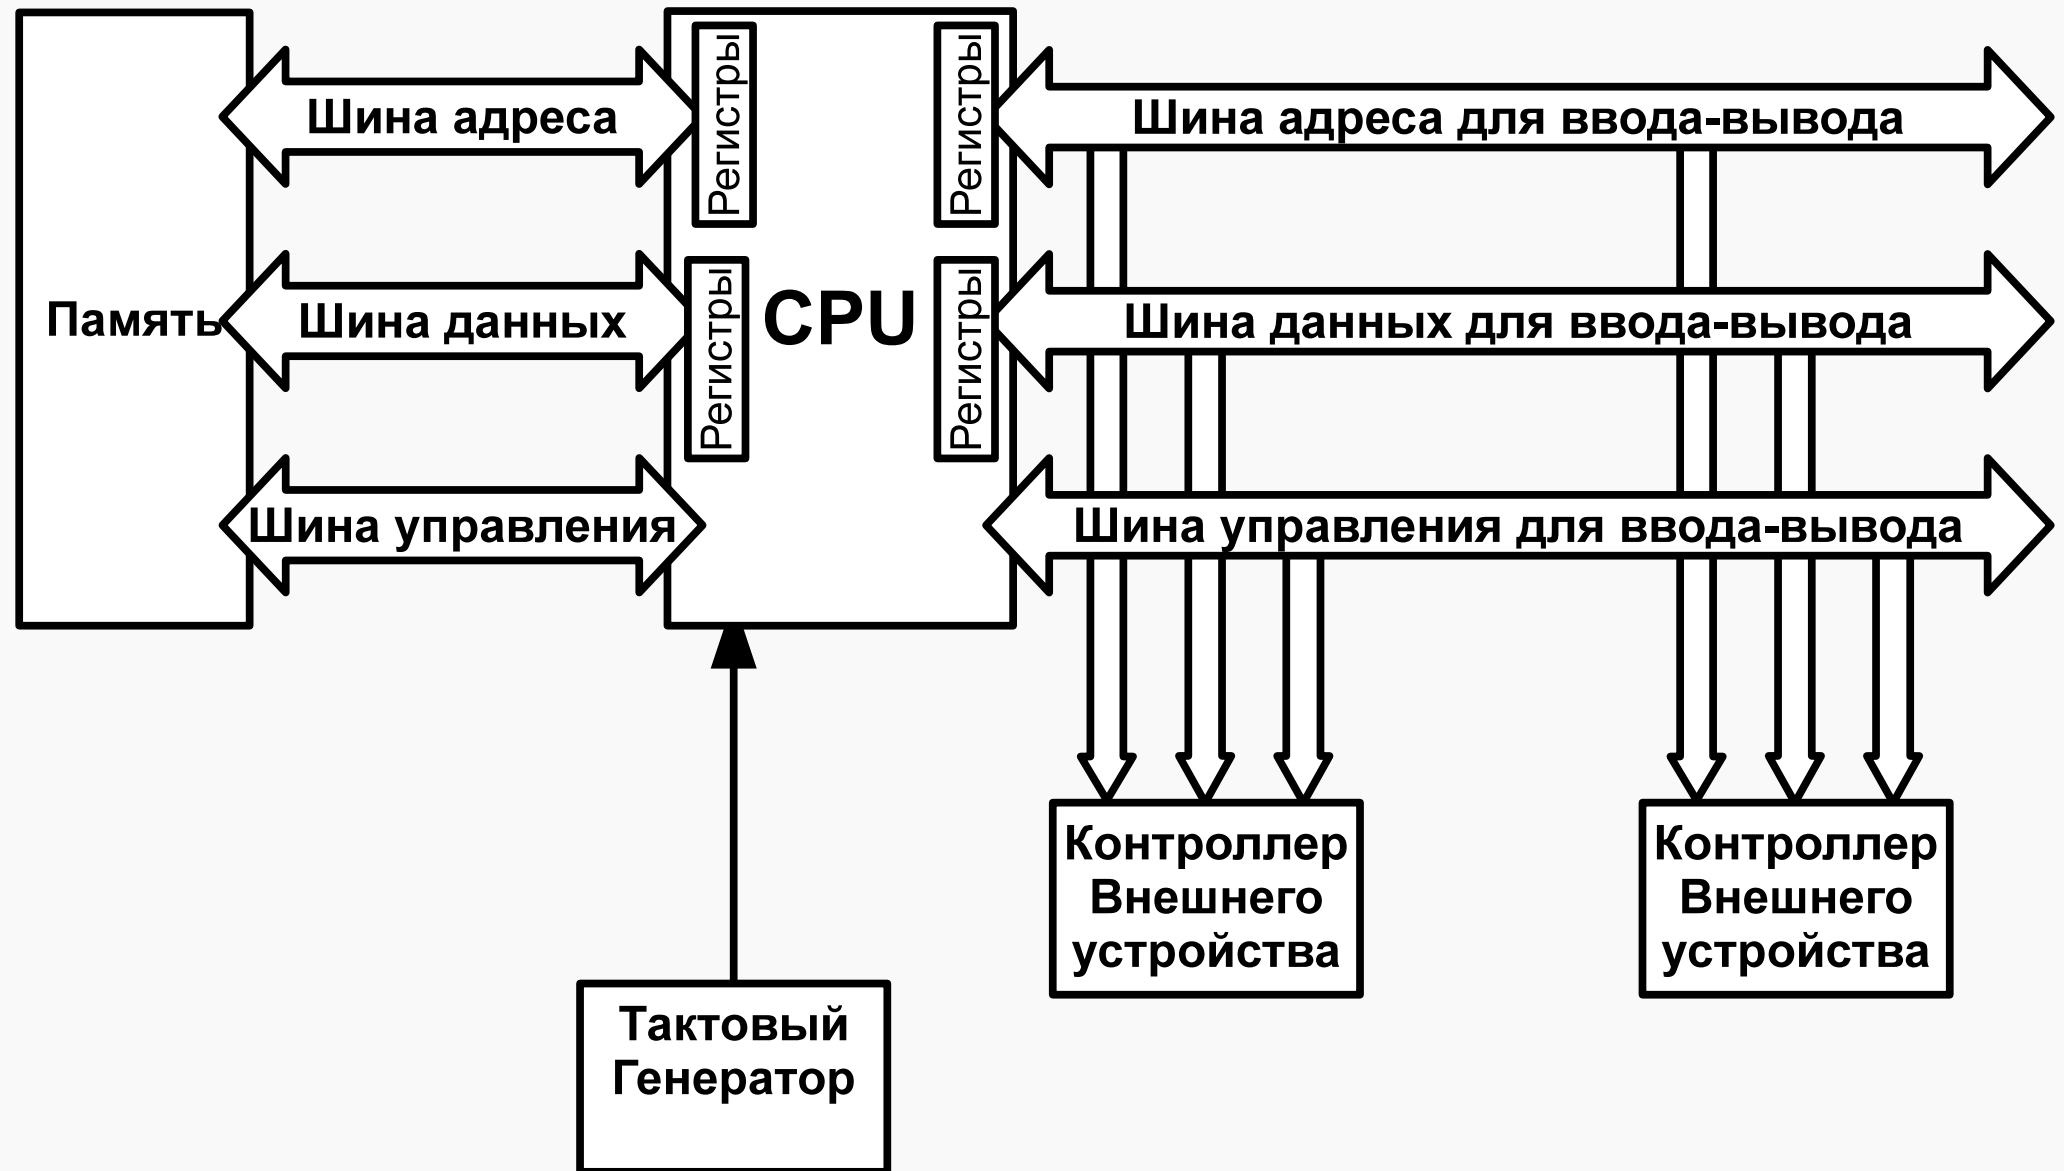 Регистры
Регистры
Шина адреса
Шина адреса для ввода-вывода
Регистры
Регистры
Память
Шина данных
CPU
Шина данных для ввода-вывода
Шина управления
Шина управления для ввода-вывода
Контроллер
Внешнего
устройства
Контроллер
Внешнего
устройства
Тактовый
Генератор